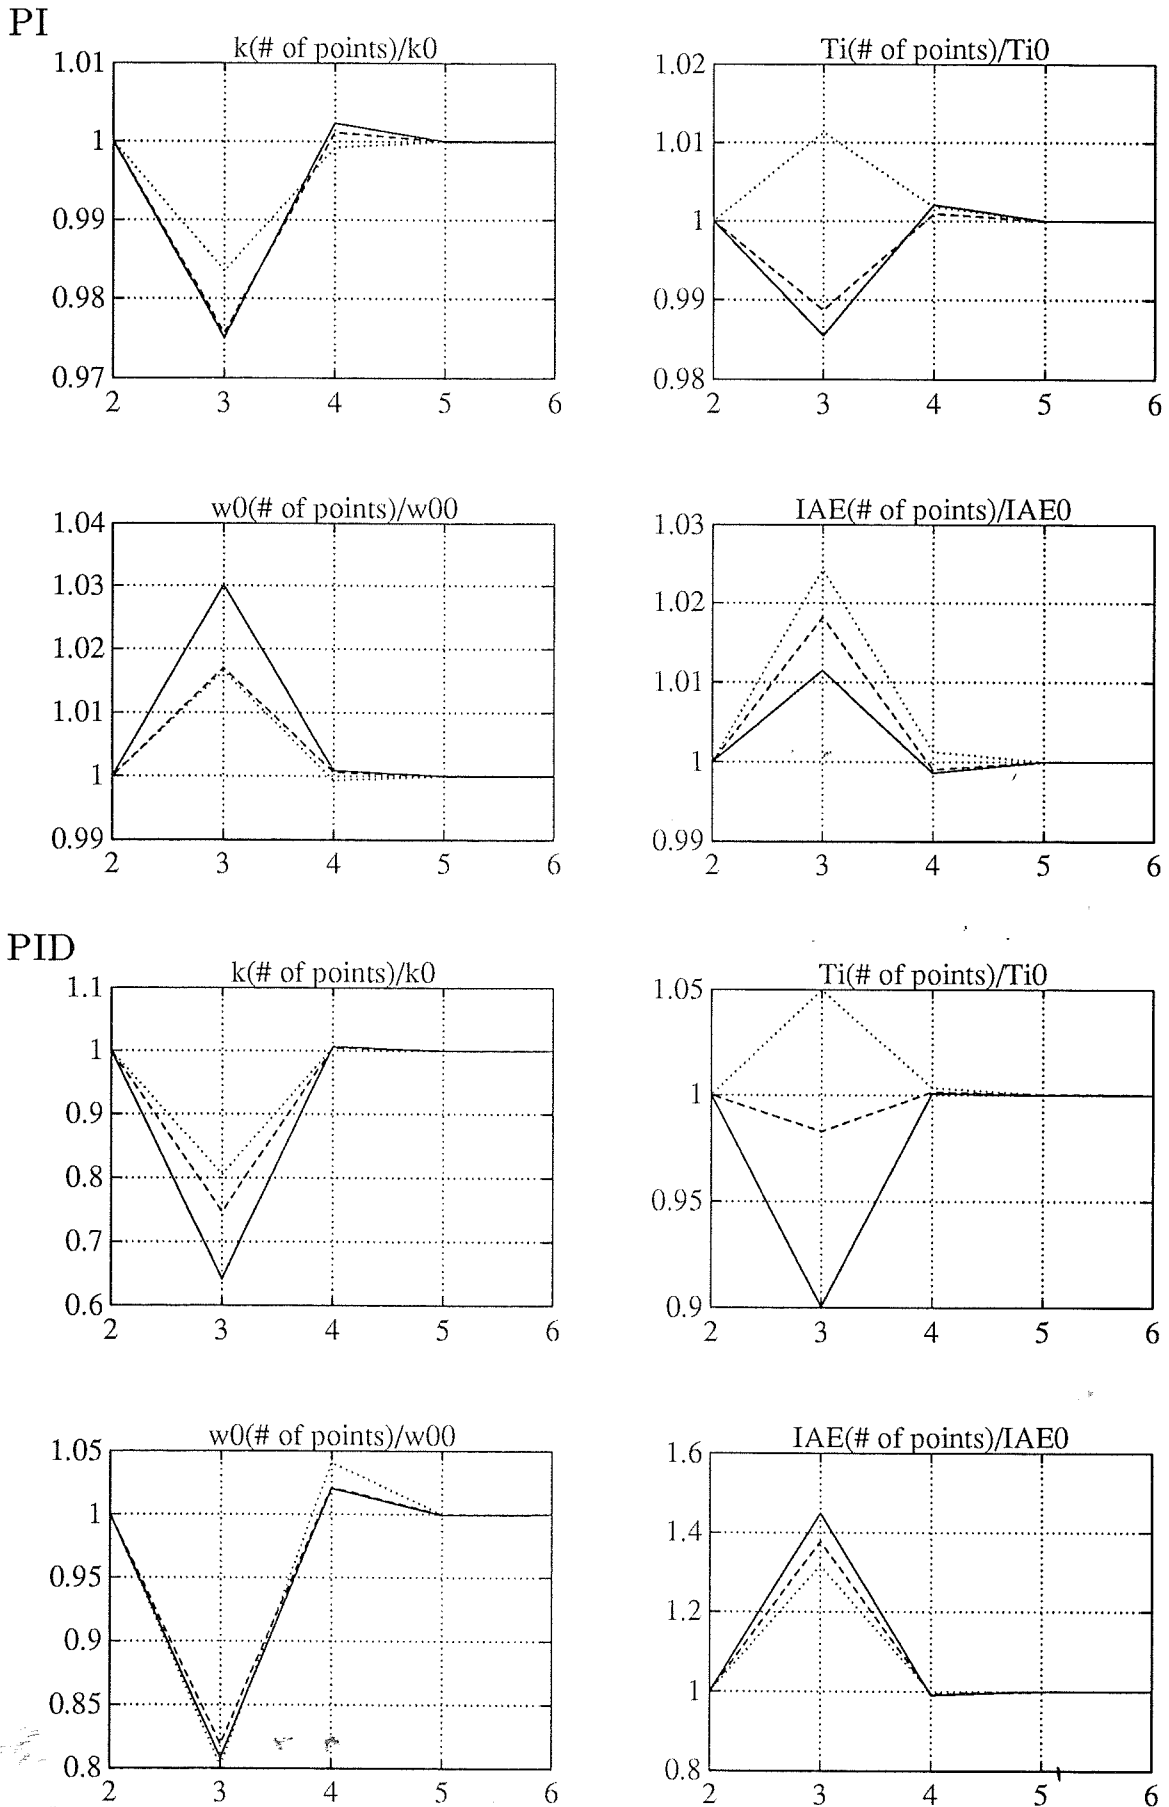 PI
k(# of points)/k0
1.01
1
0.99
0.98
0.97
2 3 4 5 6
Ti(# of points)/Ti0
1.02
1.01
1
0.99
0.98
2 3 4 5 6
w0(# of points)/w00
1.04
1.03
1.02
1.01
1
0.99
2 3 4 5 6
IAE(# of points)/IAE0
1.03
1.02
1.01
1
0.99
2 3 4 5 6
PID
k(# of points)/k0
1.1
1
0.9
0.8
0.7
0.6
2 3 4 5 6
Ti(# of points)/Ti0
1.05
1
0.95
0.9
2 3 4 5 6
w0(# of points)/w00
1.05
1
0.95
0.9
0.85
0.8
2 3 4 5 6
IAE(# of points)/IAE0
1.6
1.4
1.2
1
0.8
2 3 4 5 6